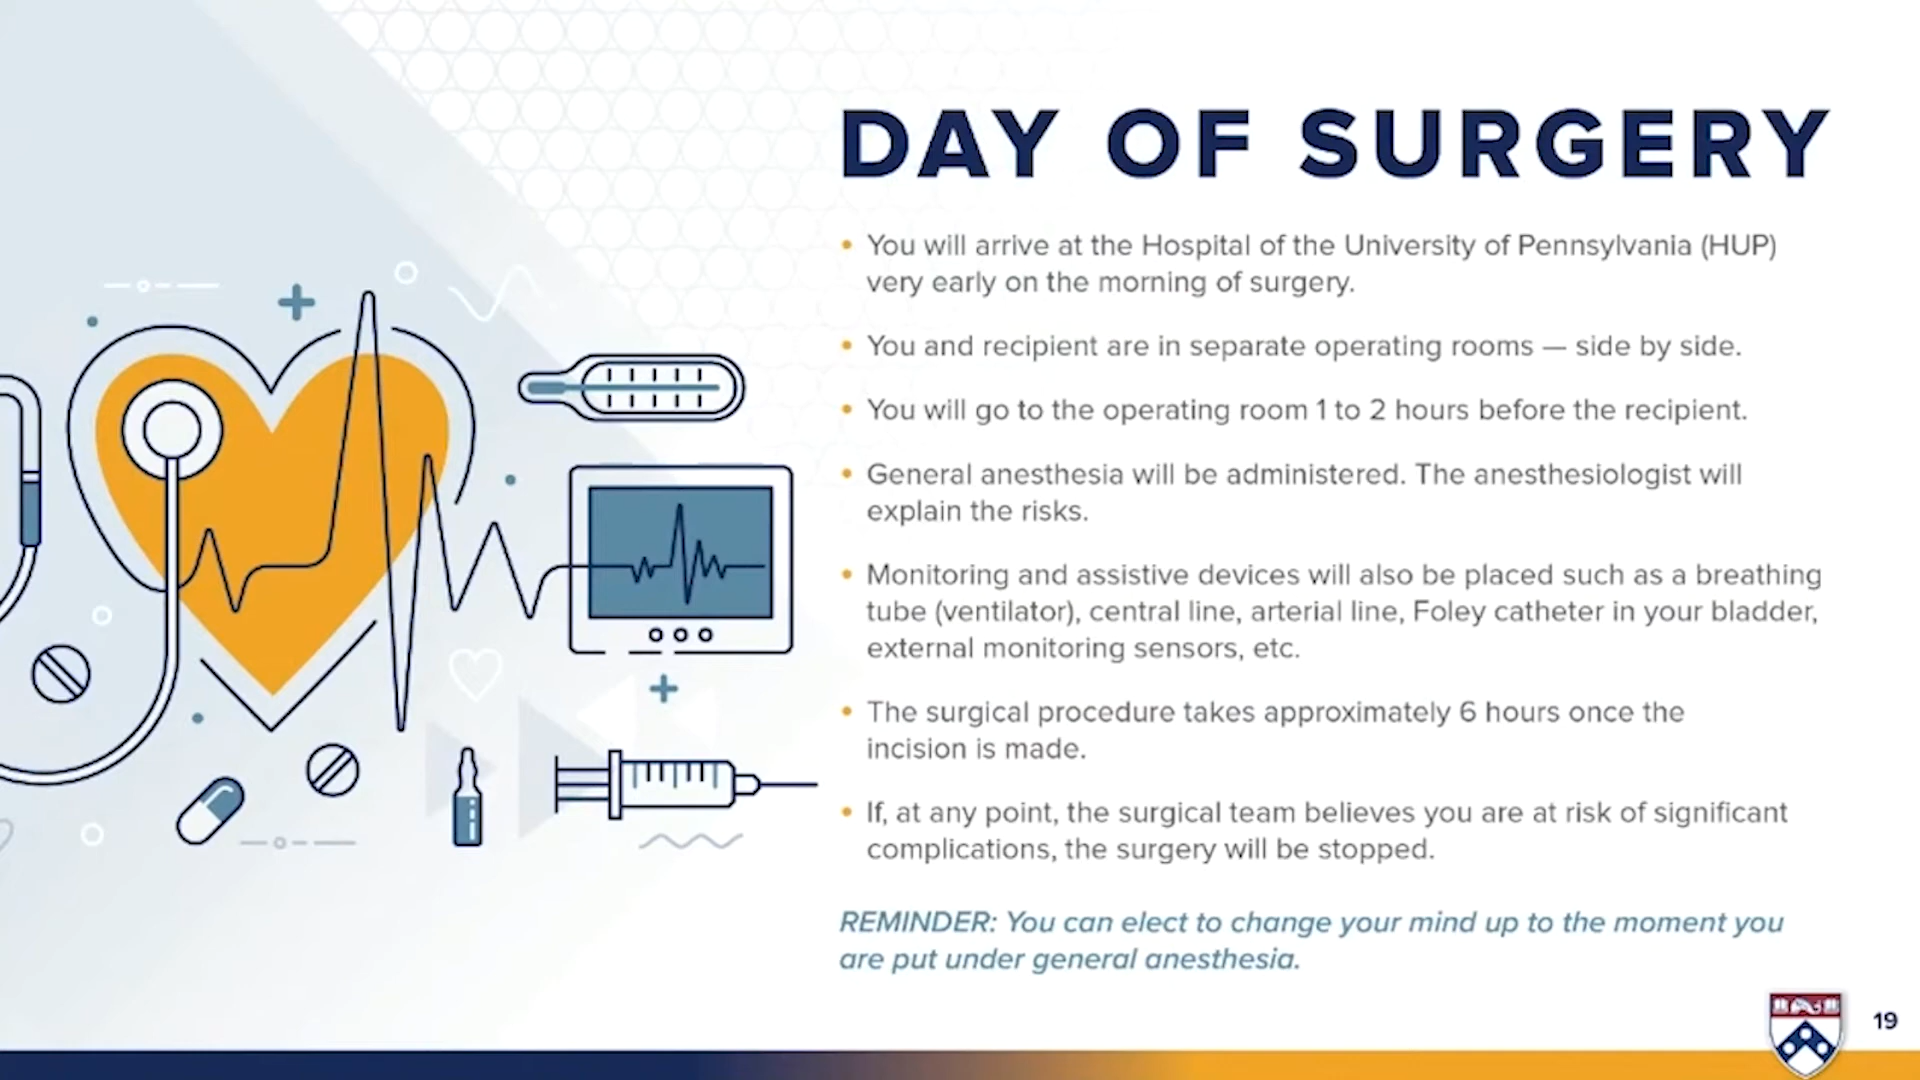 DAY OF SURGERY
• You will arrive at the Hospital of the University of Pennsylvania (HUP)
very early on the morning of surgery.
• You and recipient are in separate operating rooms — side by side.
• You will go to the operating room 1 to 2 hours before the recipient.
• General anesthesia will be administered. The anesthesiologist will
explain the risks.
• Monitoring and assistive devices will also be placed such as a breathing
tube (ventilator), central line, arterial line, Foley catheter in your bladder,
external monitoring sensors, etc.
• The surgical procedure takes approximately 6 hours once the
incision is made.
• If, at any point, the surgical team believes you are at risk of significant
complications, the surgery will be stopped.
REMINDER: You can elect to change your mind up to the moment you
are put under general anesthesia.
19